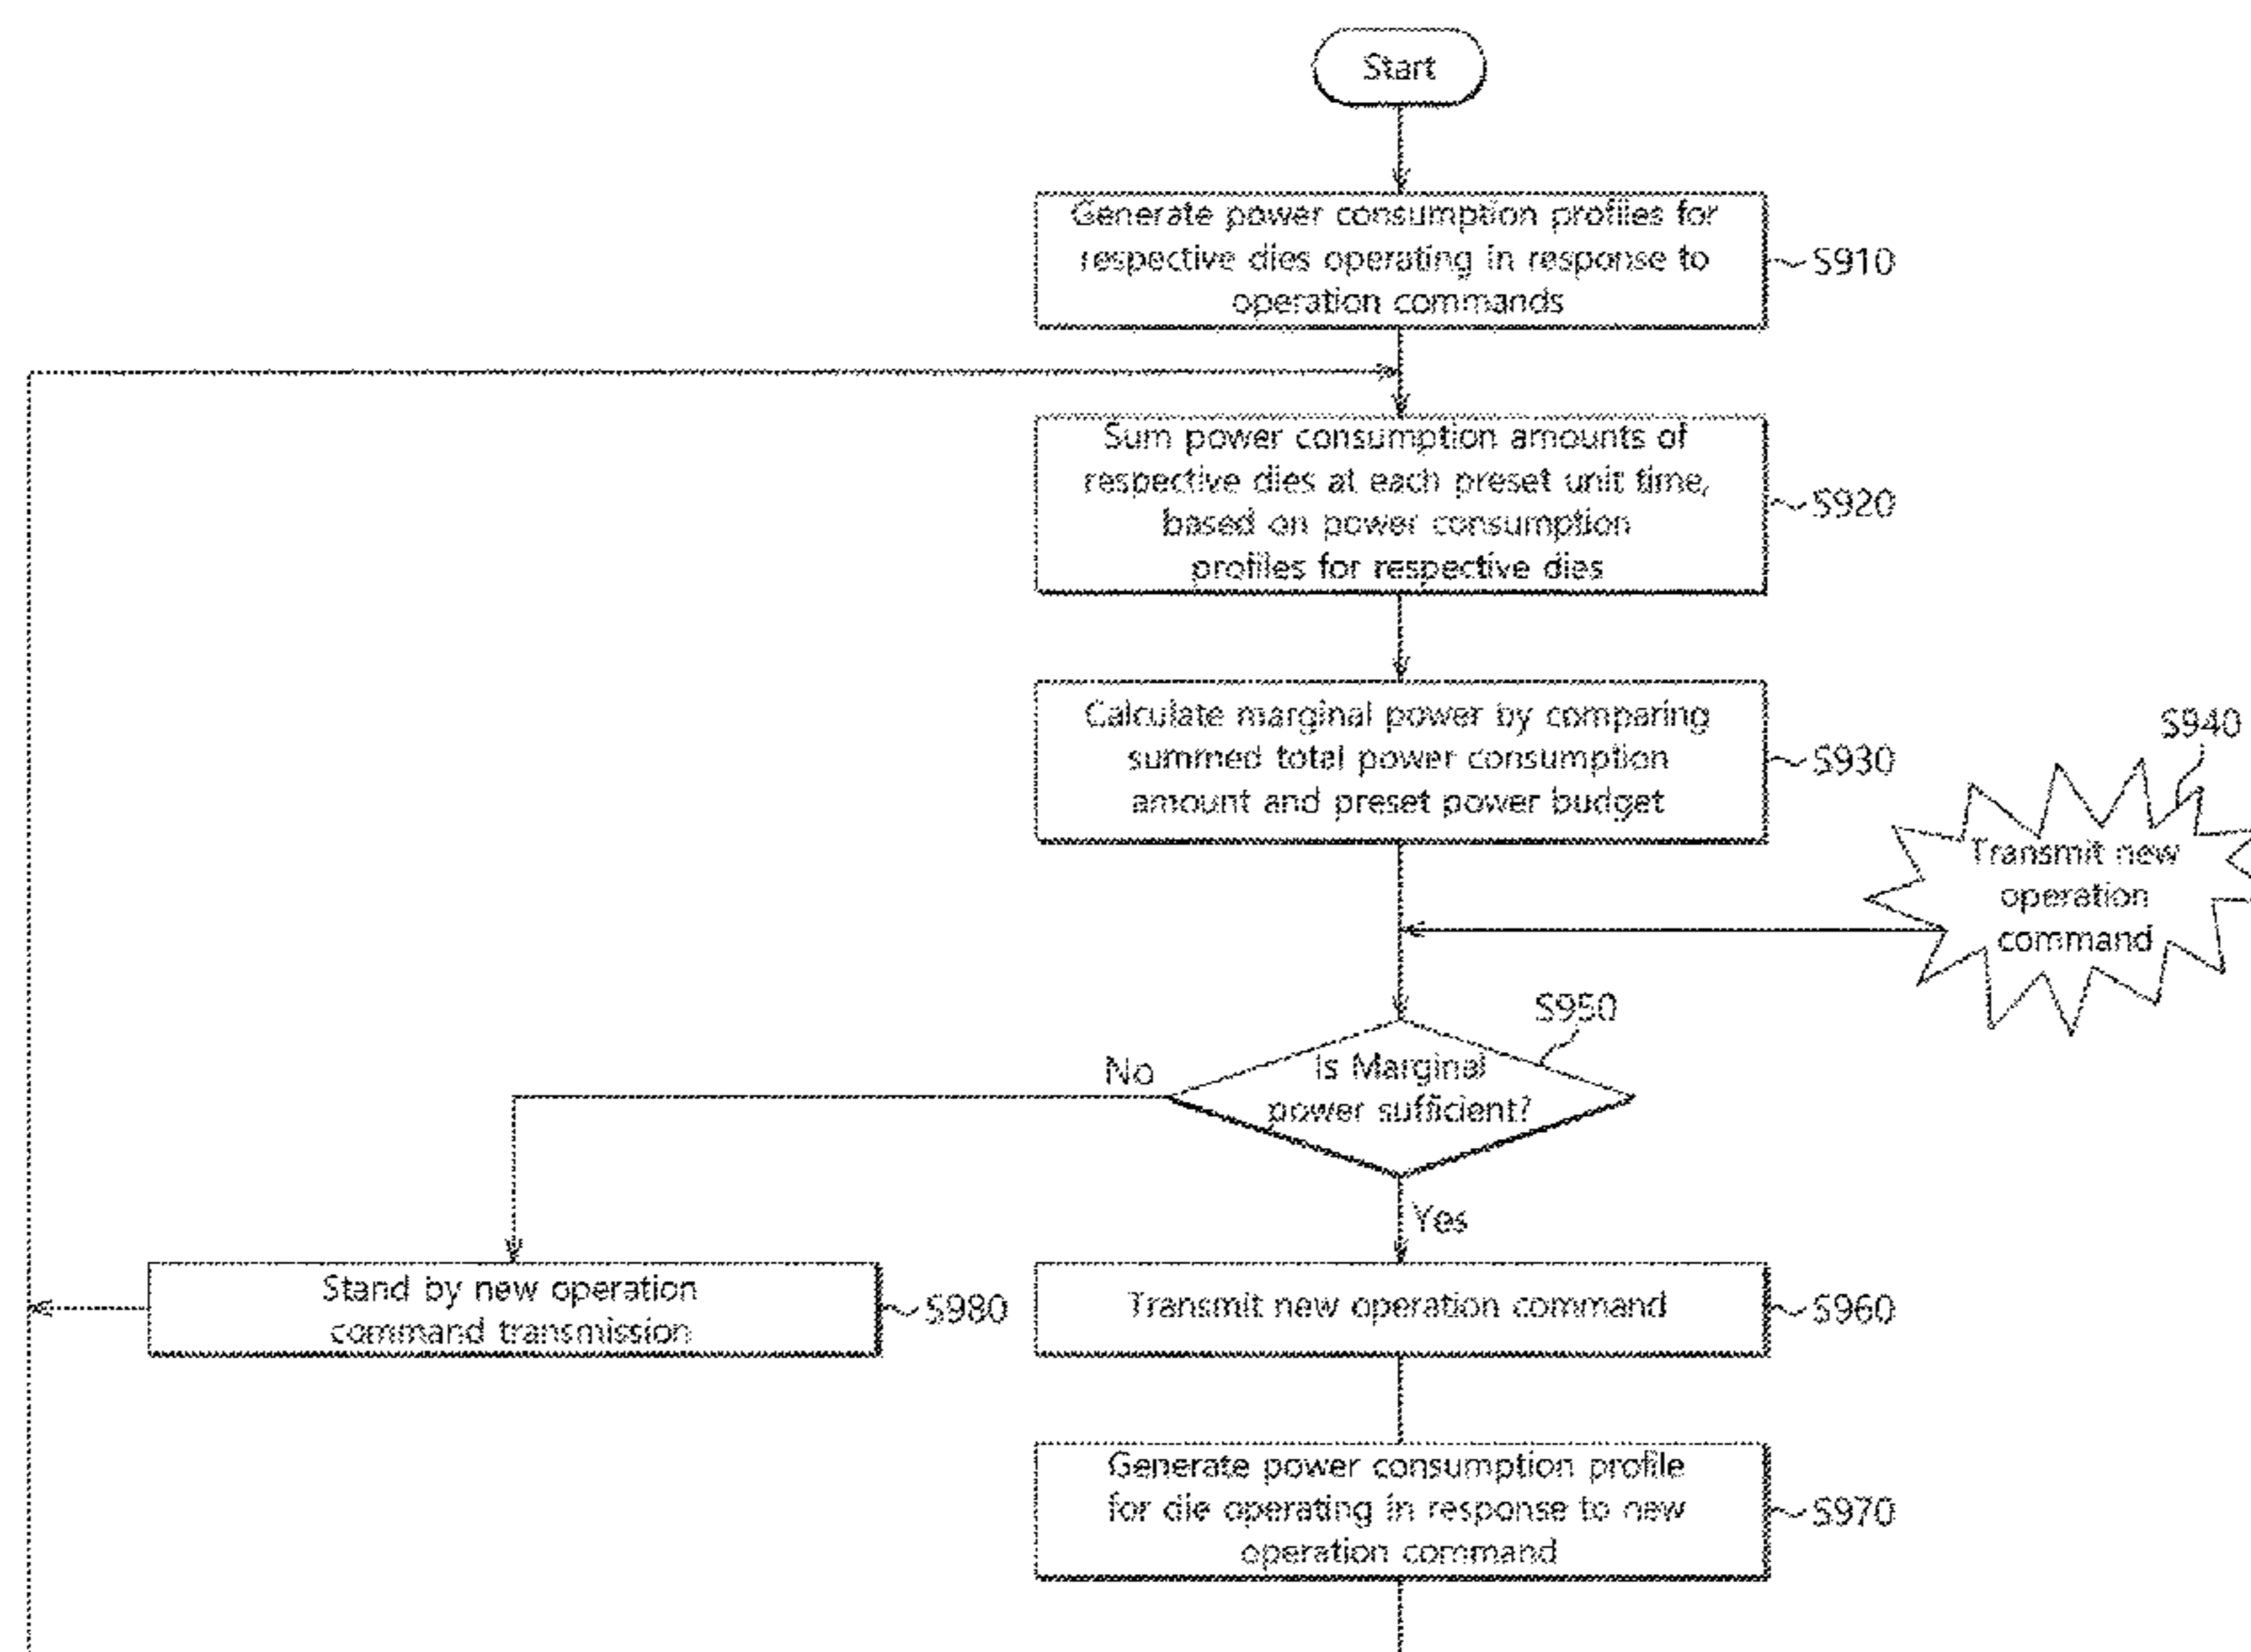 Start
Generate power consumption profiles for
respective dies operating in response to
operation commands
S910
Sum power consumption amounts of
respective dies at each preset unit time,
based on power consumption
profiles for respective dies
S920
Calculate marginal power by comparing
summed total power consumption
amount and preset power budget
S930
S940
Transmit new
operation
command
S950
Is Marginal
power sufficient?
No
Yes
Stand by new operation
command transmission
S980
Transmit new operation command
S960
Generate power consumption profile
for die operating in response to new
operation command
S970